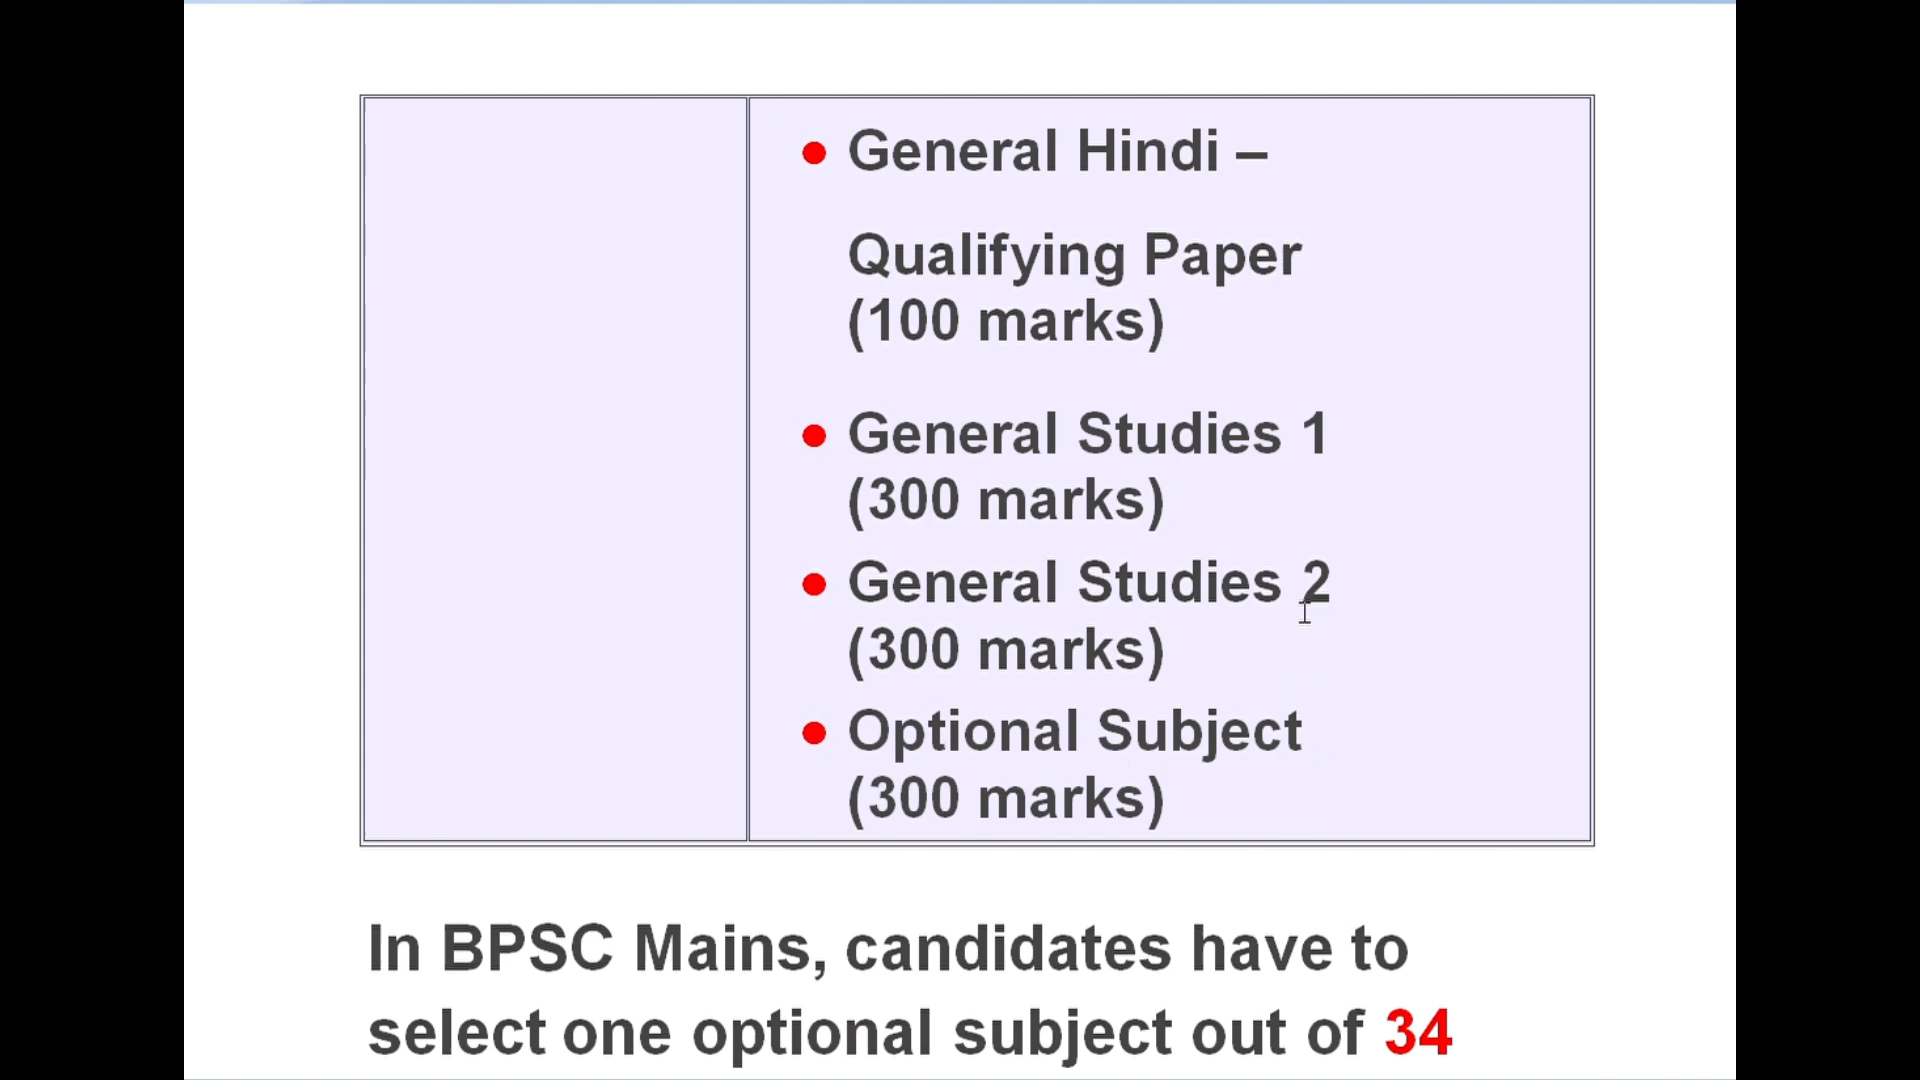 • General Hindi –
Qualifying Paper
(100 marks)
• General Studies 1
(300 marks)
• General Studies 2
(300 marks)
• Optional Subject
(300 marks)
In BPSC Mains, candidates have to
select one optional subject out of 34